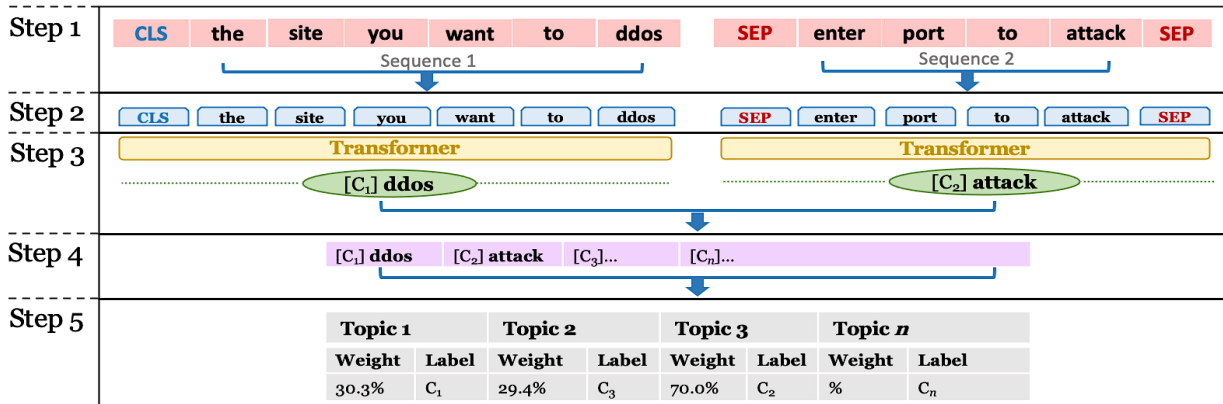 Step 1
CLS the site you want to ddos SEP enter port to attack SEP
Sequence 1 Sequence 2
Step 2
CLS the site you want to ddos SEP enter port to attack SEP
Step 3
Transformer Transformer
[C₁] ddos [C₂] attack
Step 4
[C₁] ddos [C₂] attack [C₃]... [Cₙ]...
Step 5
Topic 1 Topic 2 Topic 3 Topic n
Weight Label Weight Label Weight Label Weight Label
30.3% C₁ 29.4% C₃ 70.0% C₂ % Cₙ